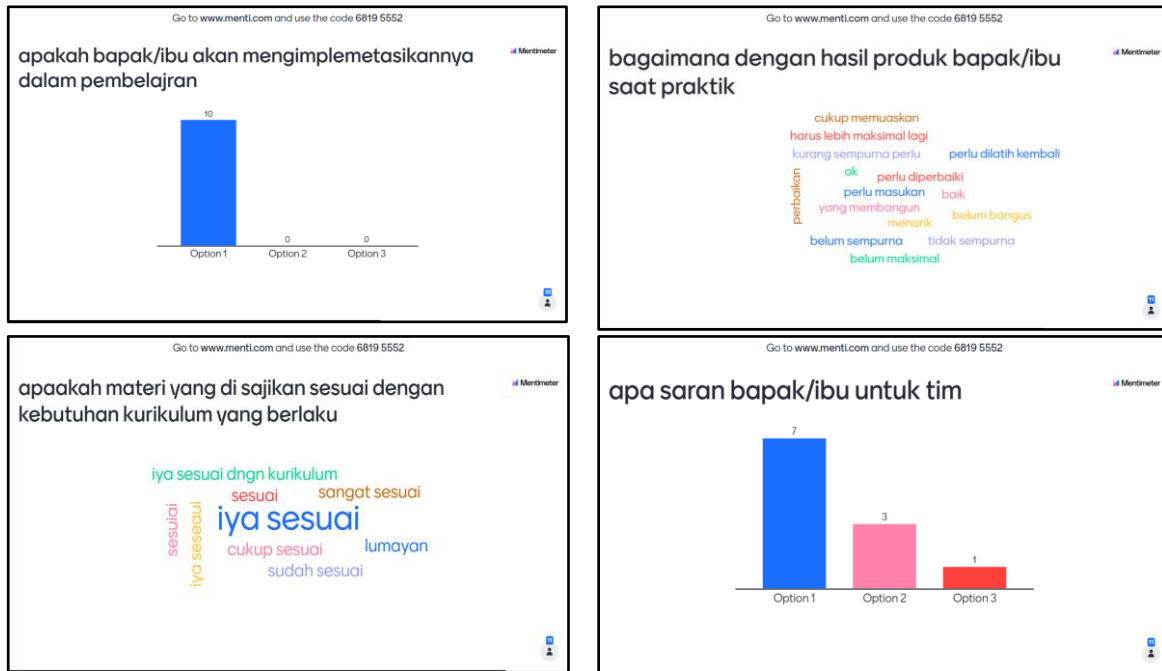 Go to www.menti.com and use the code 6819 5552
apakah bapak/ibu akan mengimplemetasikannya
dalam pembelajran
Mentimeter
10
0
0
Option 1
Option 2
Option 3
10
Go to www.menti.com and use the code 6819 5552
bagaimana dengan hasil produk bapak/ibu
saat praktik
Mentimeter
cukup memuaskan
harus lebih maksimal lagi
kurang sempurna perlu
perlu dilatih kembali
perbaikan
ok
perlu diperbaiki
perlu masukan
baik
yang membangun
belum bangus
menarik
belum sempurna
tidak sempurna
belum maksimal
11
Go to www.menti.com and use the code 6819 5552
apaakah materi yang di sajikan sesuai dengan
kebutuhan kurikulum yang berlaku
Mentimeter
iya sesuai dngn kurikulum
sesuai
sangat sesuai
sesuiai
iya seseaui
iya sesuai
cukup sesuai
lumayan
sudah sesuai
11
Go to www.menti.com and use the code 6819 5552
apa saran bapak/ibu untuk tim
Mentimeter
7
3
1
Option 1
Option 2
Option 3
11